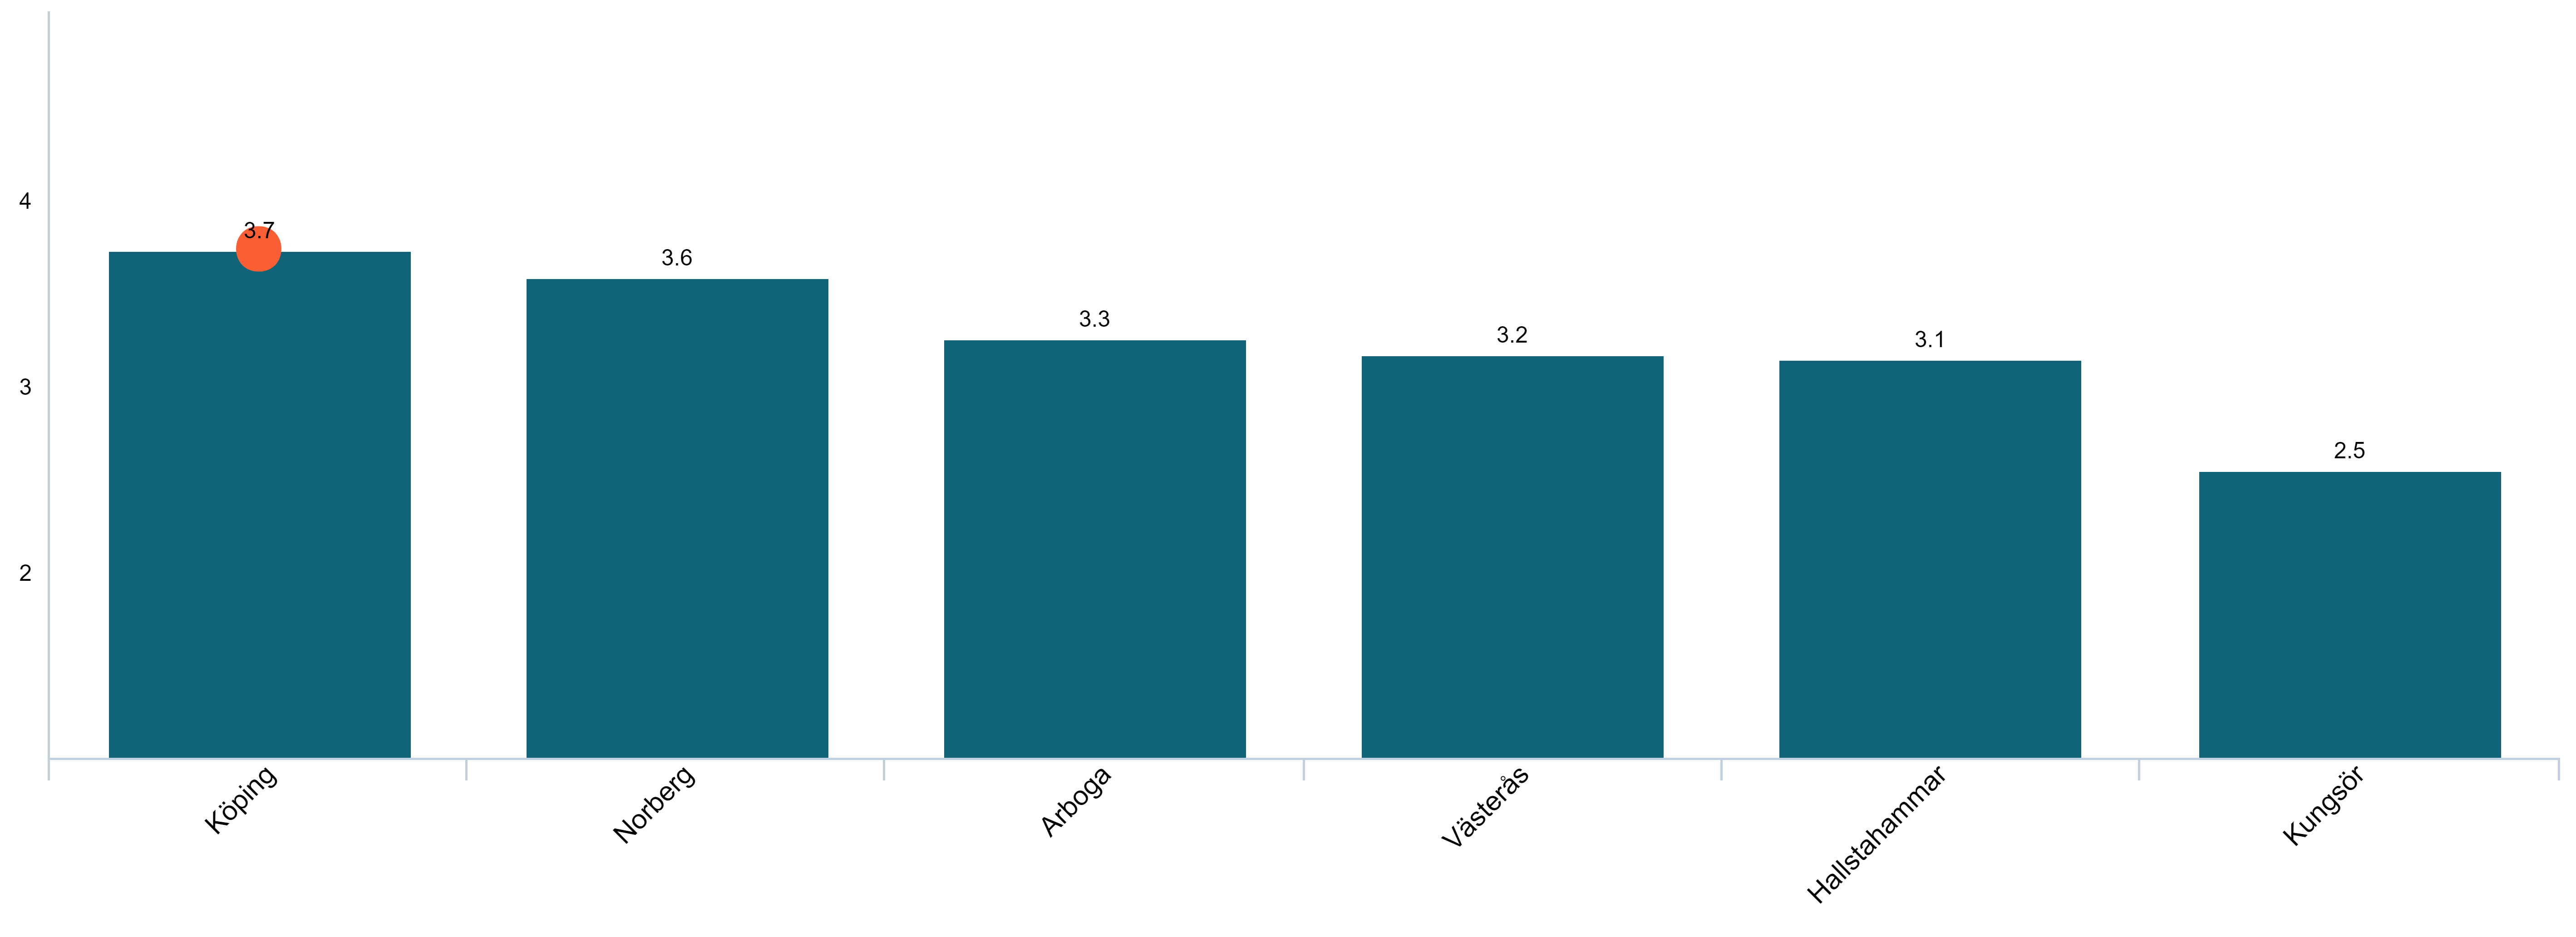 4
3
2
3.7
3.6
3.3
3.2
3.1
2.5
Köping
Norberg
Arboga
Västerås
Hallstahammar
Kungsör